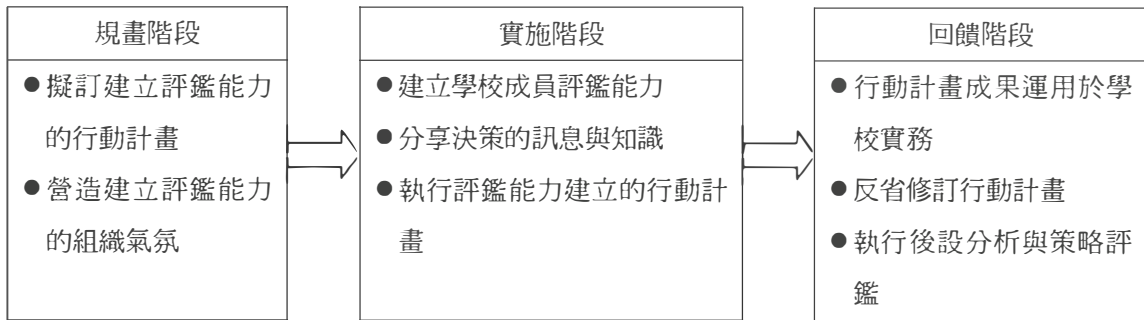 規畫階段
●擬訂建立評鑑能力
的行動計畫
●營造建立評鑑能力
的組織氣氛
實施階段
●建立學校成員評鑑能力
●分享決策的訊息與知識
●執行評鑑能力建立的行動計
畫
回饋階段
●行動計畫成果運用於學
校實務
●反省修訂行動計畫
●執行後設分析與策略評
鑑